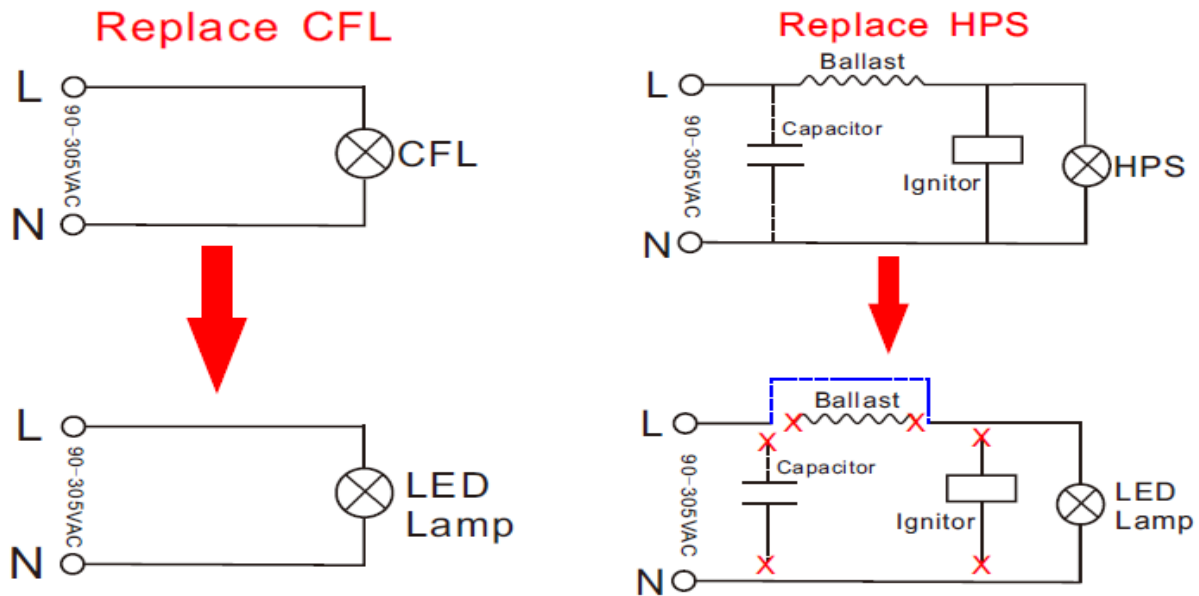 Replace CFL
L
90-305VAC
CFL
N
L
90-305VAC
LED
Lamp
N
Replace HPS
Ballast
L
90-305VAC
Capacitor
Ignitor
HPS
N
Ballast
L
90-305VAC
Capacitor
Ignitor
LED
Lamp
N
X
X
X
X
X
X